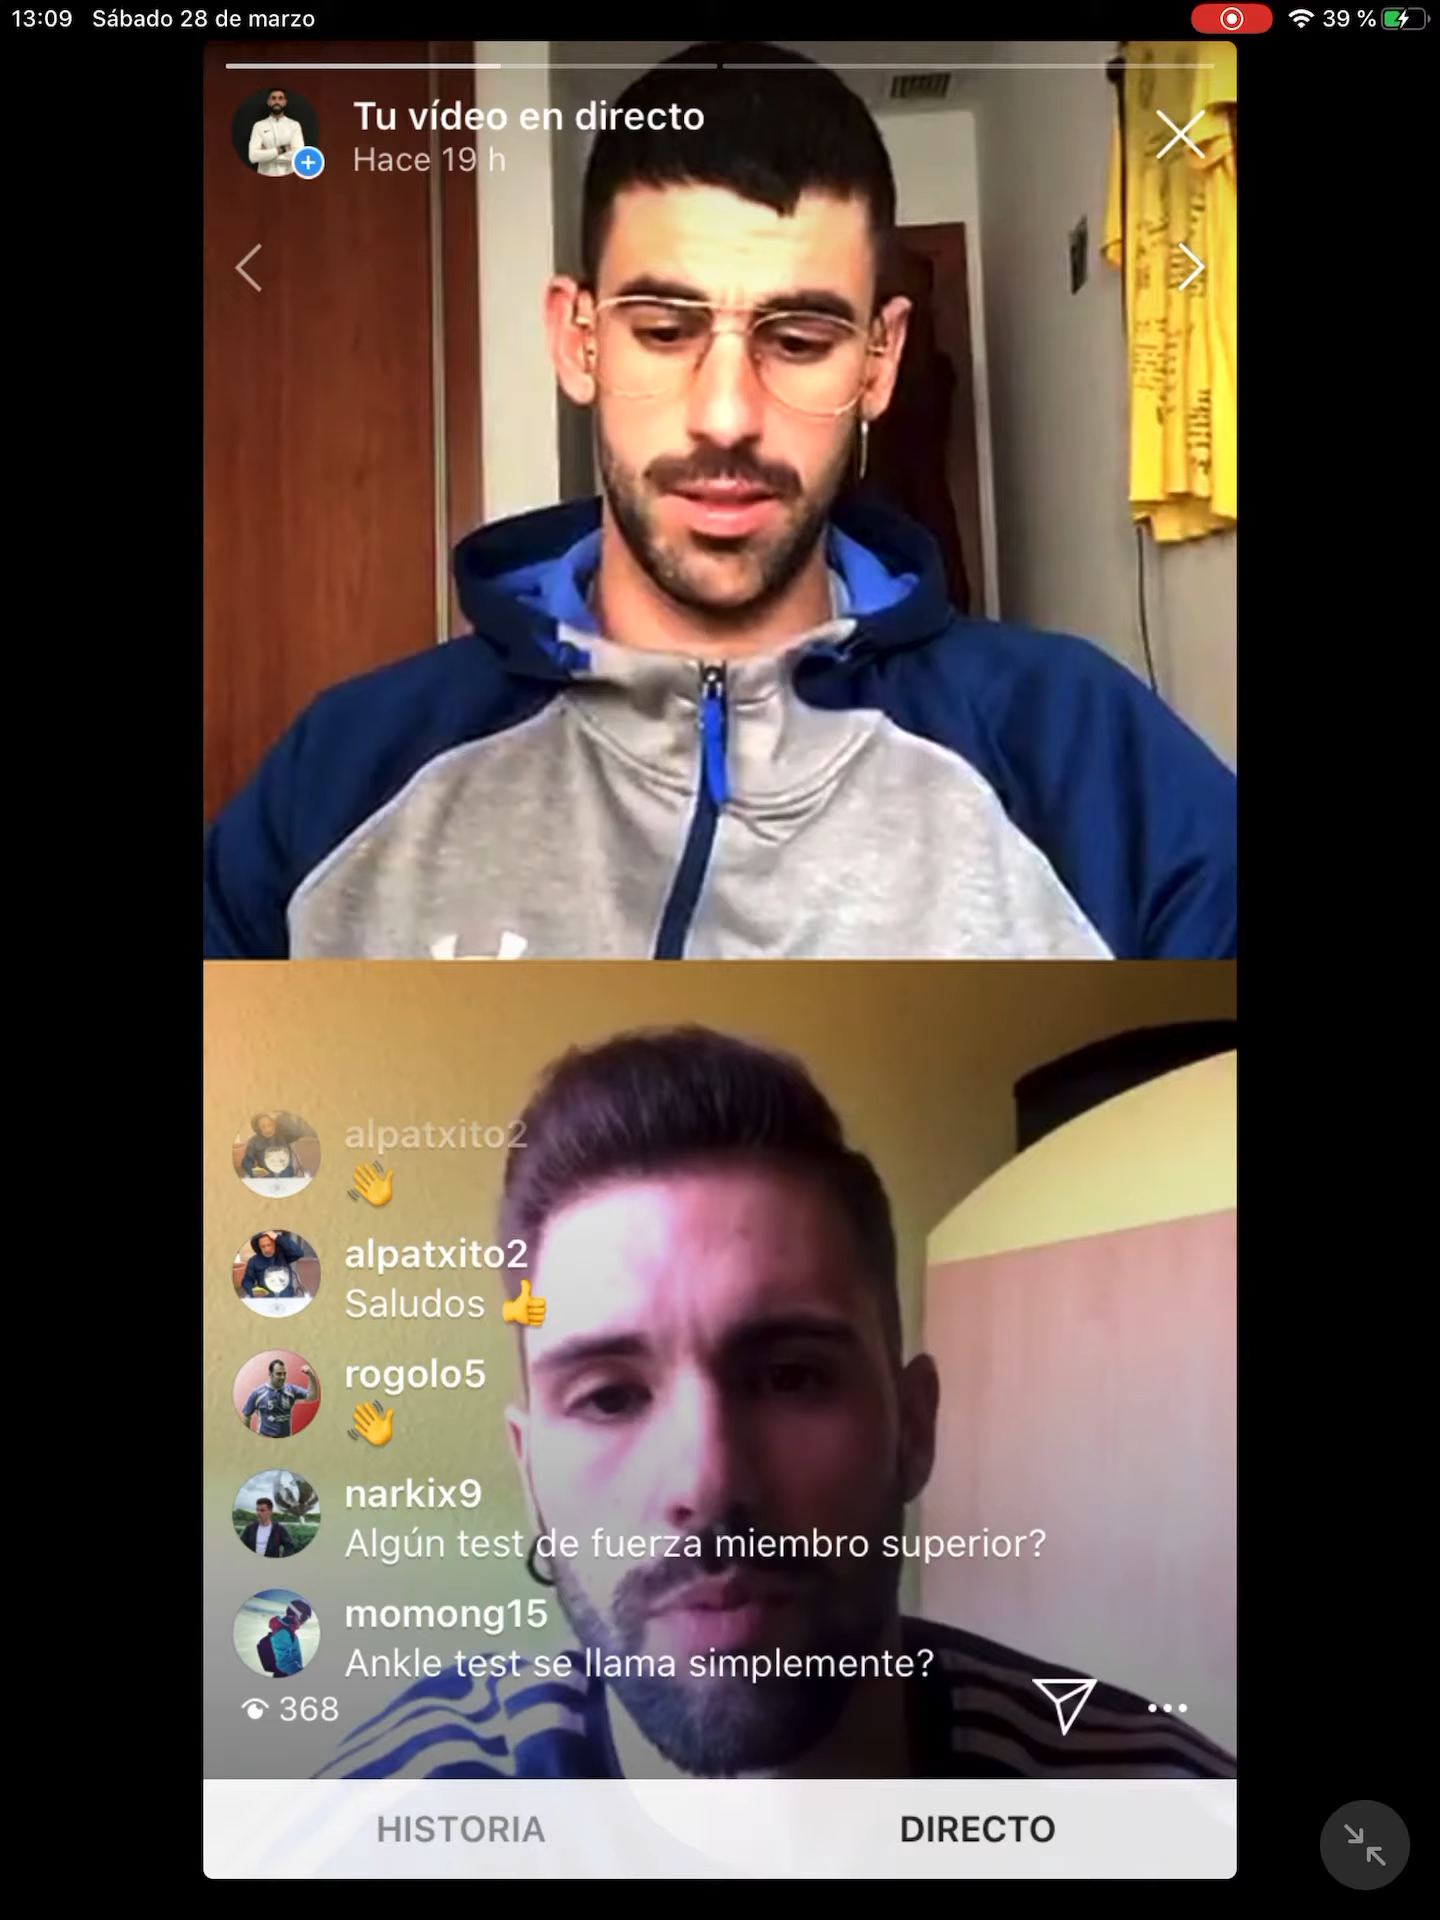 13:09 Sábado 28 de marzo
39 %
Tu vídeo en directo
Hace 19 h
alpatxito2
👋
alpatxito2
Saludos 👍
rogolo5
👋
narkix9
Algún test de fuerza miembro superior?
momong15
Ankle test se llama simplemente?
368
HISTORIA
DIRECTO